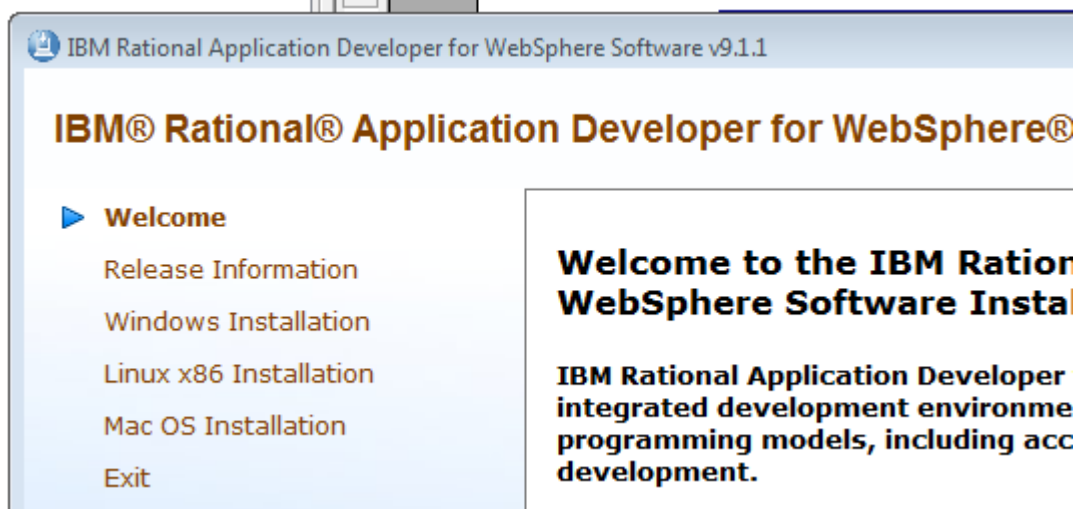 IBM Rational Application Developer for WebSphere Software v9.1.1
IBM® Rational® Application Developer for WebSphere®
Welcome
Release Information
Windows Installation
Linux x86 Installation
Mac OS Installation
Exit
Welcome to the IBM Ration
WebSphere Software Instal
IBM Rational Application Developer
integrated development environme
programming models, including acc
development.